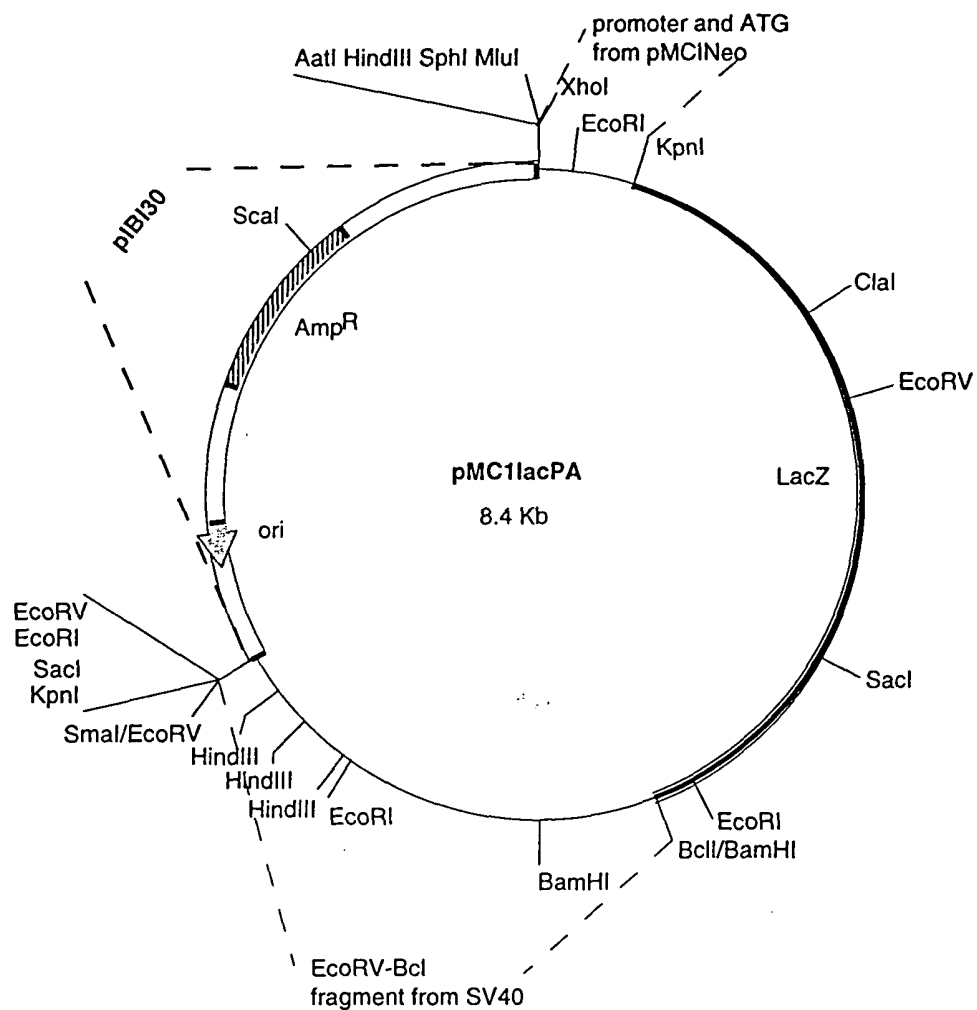 promoter and ATG
from pMCINeo
AatI HindIII SphI MluI
XhoI
EcoRI
KpnI
pIBI30
ScaI
AmpR
ClaI
EcoRV
pMC1lacPA
8.4 Kb
LacZ
ori
EcoRV
EcoRI
SacI
KpnI
SmaI/EcoRV
HindIII
HindIII
HindIII
EcoRI
SacI
EcoRI
BclI/BamHI
BamHI
EcoRV-Bcl
fragment from SV40